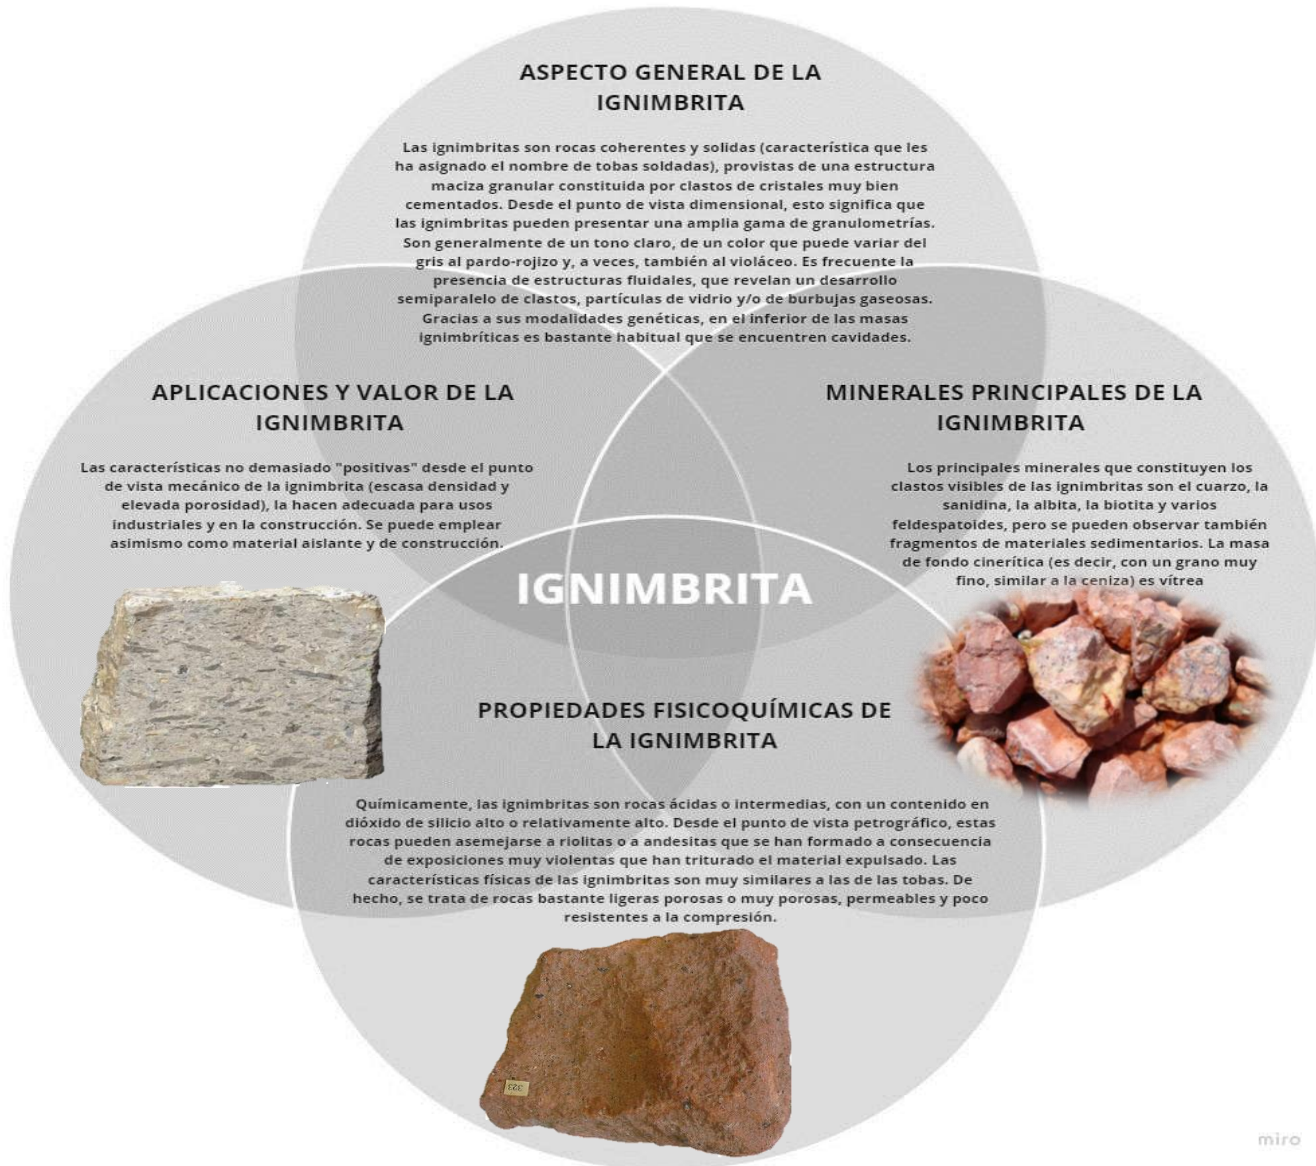 ASPECTO GENERAL DE LA
IGNIMBRITA
Las ignimbritas son rocas coherentes y solidas (característica que les
ha asignado el nombre de tobas soldadas), provistas de una estructura
maciza granular constituida por clastos de cristales muy bien
cementados. Desde el punto de vista dimensional, esto significa que
las ignimbritas pueden presentar una amplia gama de granulometrías.
Son generalmente de un tono claro, de un color que puede variar del
gris al pardo-rojizo y, a veces, también al violáceo. Es frecuente la
presencia de estructuras fluidales, que revelan un desarrollo
semiparalelo de clastos, partículas de vidrio y/o de burbujas gaseosas.
Gracias a sus modalidades genéticas, en el inferior de las masas
ignimbríticas es bastante habitual que se encuentren cavidades.
APLICACIONES Y VALOR DE LA
IGNIMBRITA
Las características no demasiado "positivas" desde el punto
de vista mecánico de la ignimbrita (escasa densidad y
elevada porosidad), la hacen adecuada para usos
industriales y en la construcción. Se puede emplear
asimismo como material aislante y de construcción.
MINERALES PRINCIPALES DE LA
IGNIMBRITA
Los principales minerales que constituyen los
clastos visibles de las ignimbritas son el cuarzo, la
sanidina, la albita, la biotita y varios
feldespatoides, pero se pueden observar también
fragmentos de materiales sedimentarios. La masa
de fondo cinerítica (es decir, con un grano muy
fino, similar a la ceniza) es vítrea
IGNIMBRITA
PROPIEDADES FISICOQUÍMICAS DE
LA IGNIMBRITA
Químicamente, las ignimbritas son rocas ácidas o intermedias, con un contenido en
dióxido de silicio alto o relativamente alto. Desde el punto de vista petrográfico, estas
rocas pueden asemejarse a riolitas o a andesitas que se han formado a consecuencia
de exposiciones muy violentas que han triturado el material expulsado. Las
características físicas de las ignimbritas son muy similares a las de las tobas. De
hecho, se trata de rocas bastante ligeras porosas o muy porosas, permeables y poco
resistentes a la compresión.
323
miro